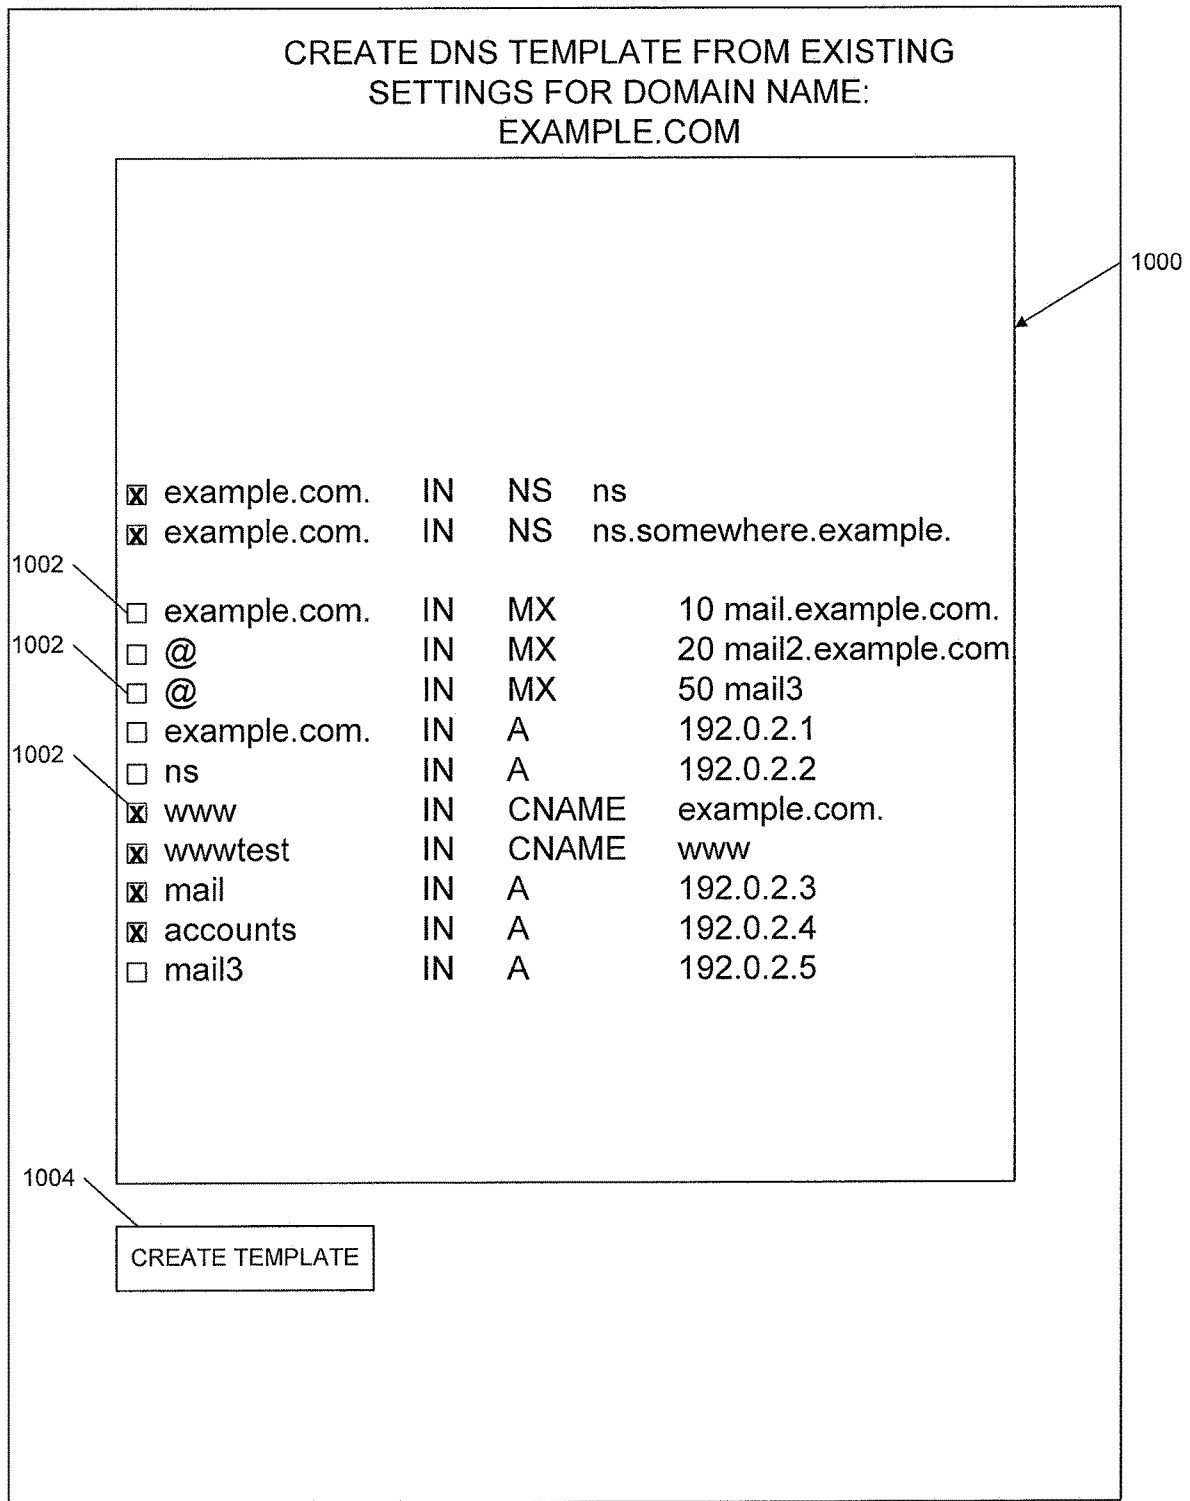 CREATE DNS TEMPLATE FROM EXISTING
SETTINGS FOR DOMAIN NAME:
EXAMPLE.COM
1000
X example.com. IN NS ns
X example.com. IN NS ns.somewhere.example.
1002
example.com. IN MX 10 mail.example.com.
1002
@ IN MX 20 mail2.example.com
@ IN MX 50 mail3
example.com. IN A 192.0.2.1
1002
ns IN A 192.0.2.2
X www IN CNAME example.com.
X wwwtest IN CNAME www
X mail IN A 192.0.2.3
X accounts IN A 192.0.2.4
mail3 IN A 192.0.2.5
1004
CREATE TEMPLATE